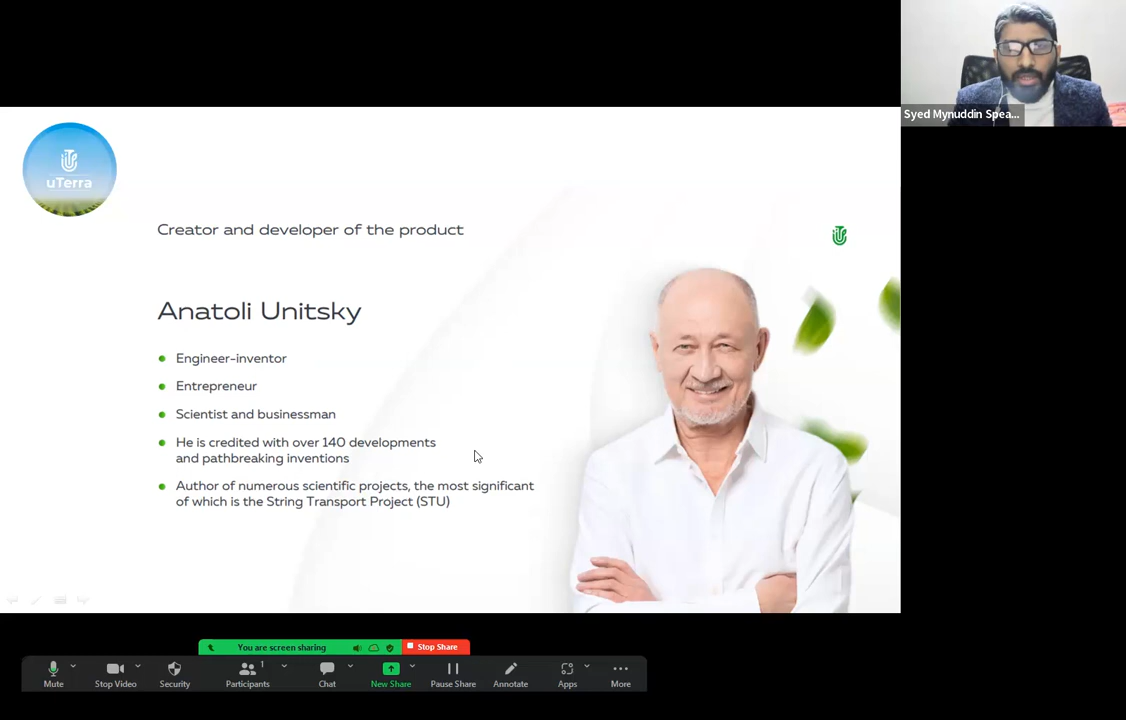 Syed Mynuddin Spea...
uTerra
Creator and developer of the product
Anatoli Unitsky
Engineer-inventor
Entrepreneur
Scientist and businessman
He is credited with over 140 developments
and pathbreaking inventions
Author of numerous scientific projects, the most significant
of which is the String Transport Project (STU)
You are screen sharing
Stop Share
1
Mute
Stop Video
Security
Participants
Chat
New Share
Pause Share
Annotate
Apps
More